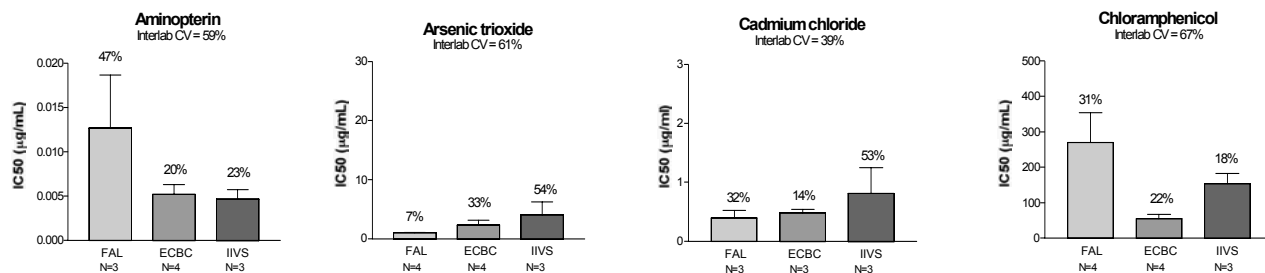 Aminopterin
Interlab CV = 59%
47%
0.020
0.015
0.010
0.005
0.000
IC50 (µg/mL)
20%
23%
FAL
ECBC
IIVS
N=3
N=4
N=3
Arsenic trioxide
Interlab CV = 61%
30
20
10
0
IC50 (µg/mL)
7%
33%
54%
FAL
ECBC
IIVS
N=4
N=4
N=3
Cadmium chloride
Interlab CV = 39%
3
2
1
0
IC50 (µg/ml)
32%
14%
53%
FAL
ECBC
IIVS
N=3
N=3
N=3
Chloramphenicol
Interlab CV = 67%
500
400
300
200
100
0
IC50 (µg/mL)
31%
22%
18%
FAL
ECBC
IIVS
N=4
N=4
N=3